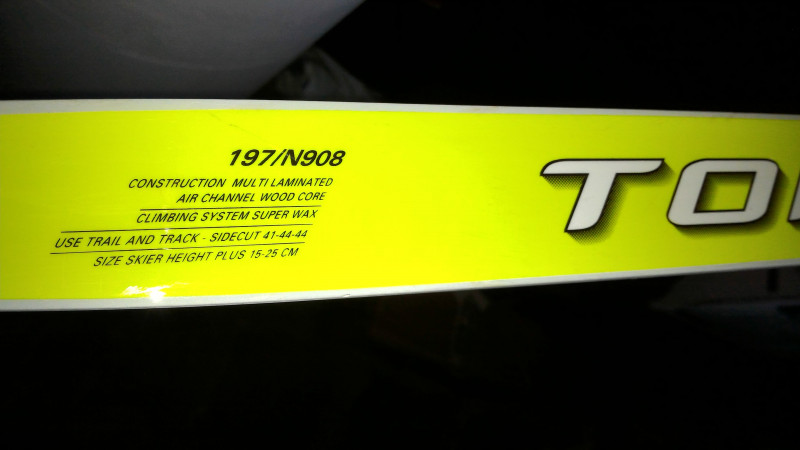 197/N908
CONSTRUCTION MULTI LAMINATED
AIR CHANNEL WOOD CORE
CLIMBING SYSTEM SUPER WAX
USE TRAIL AND TRACK - SIDECUT 41-44-44
SIZE SKIER HEIGHT PLUS 15-25 CM
TO